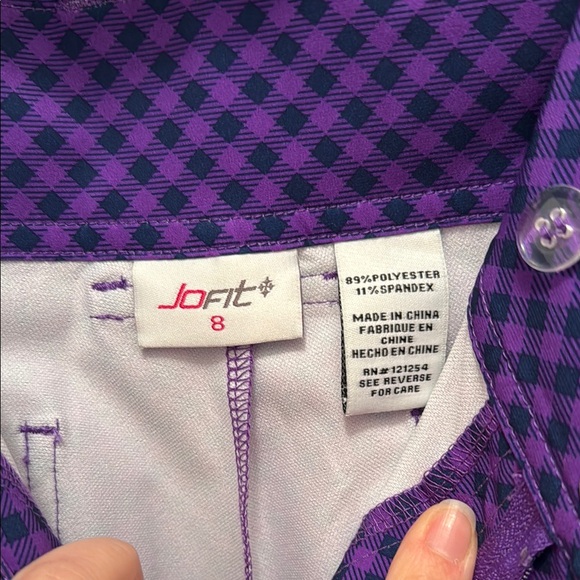 JOFIT
8
89%POLYESTER
11%SPANDEX
MADE IN CHINA
FABRIQUE EN
CHINE
HECHO EN CHINE
RN# 121254
SEE REVERSE
FOR CARE